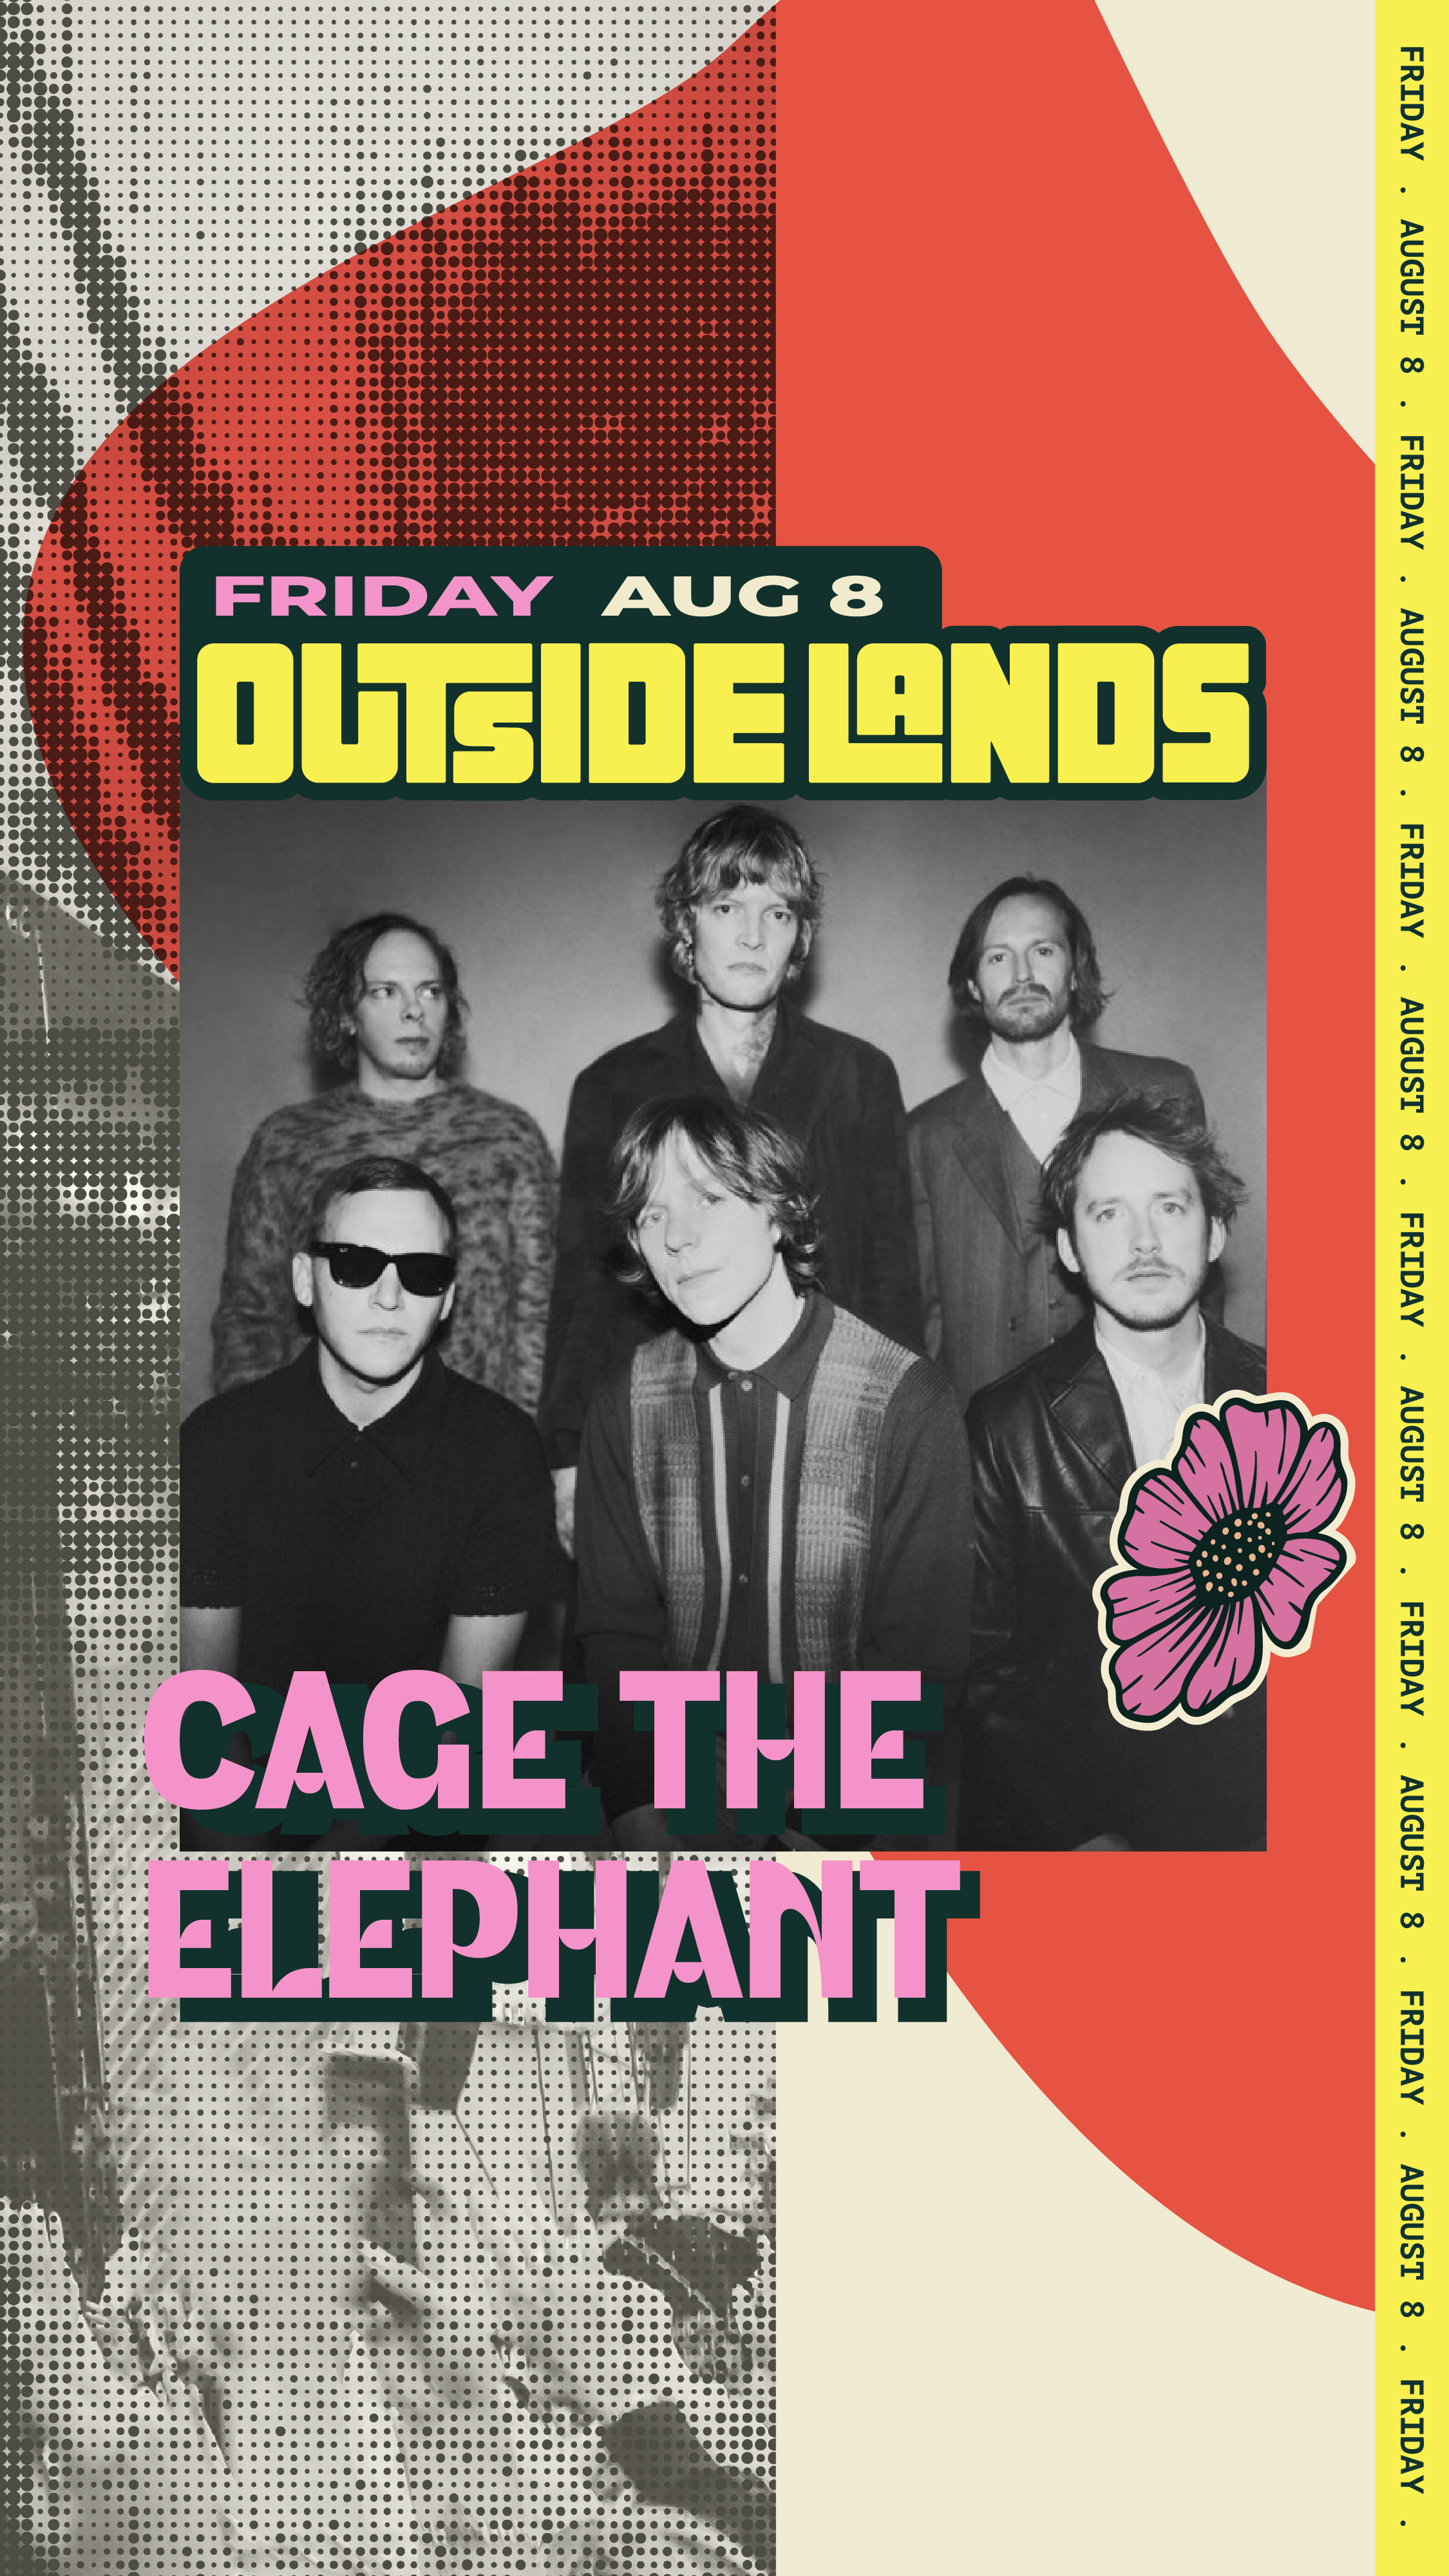 FRIDAY AUG 8
OUTSIDE LANDS
CAGE THE
ELEPHANT
FRIDAY . AUGUST 8 . FRIDAY . AUGUST 8 . FRIDAY . AUGUST 8 . FRIDAY . AUGUST 8 . FRIDAY . AUGUST 8 . FRIDAY . AUGUST 8 . FRIDAY .